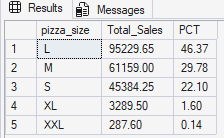 Results Messages
pizza_size Total_Sales PCT
1 L 95229.65 46.37
2 M 61159.00 29.78
3 S 45384.25 22.10
4 XL 3289.50 1.60
5 XXL 287.60 0.14